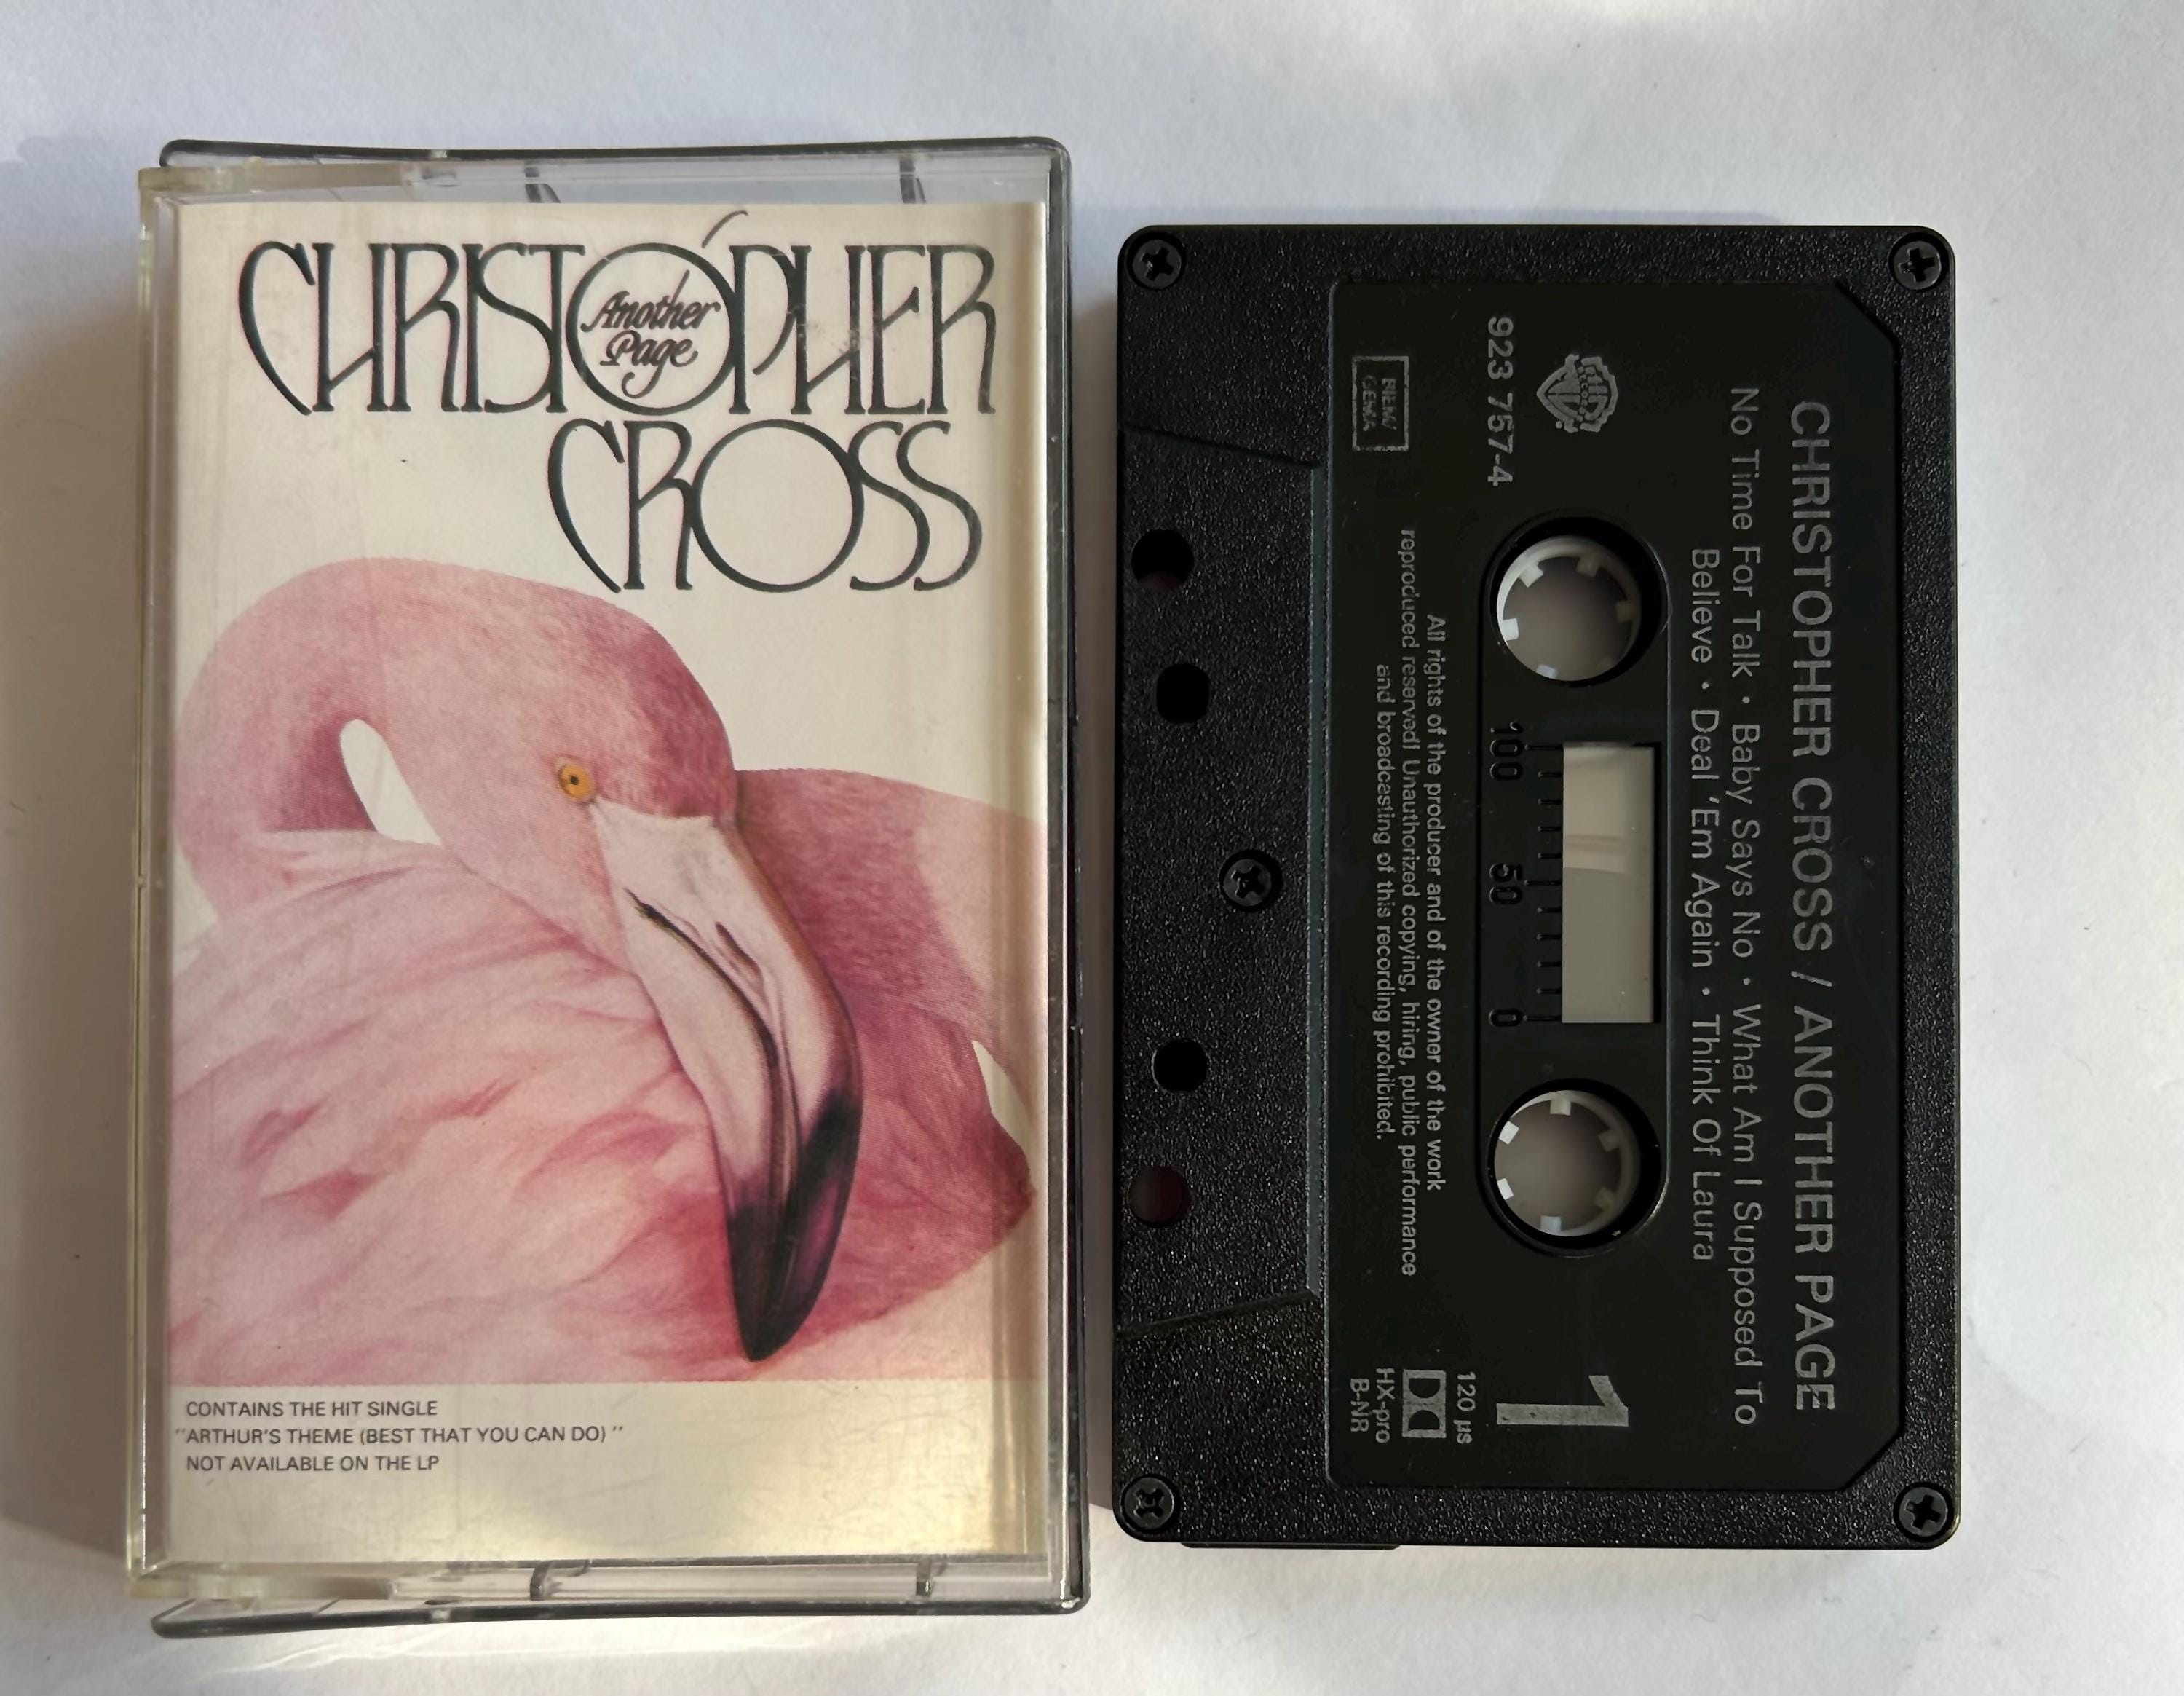 CHRISTOPHER
Another
Page
CROSS
CONTAINS THE HIT SINGLE
"ARTHUR'S THEME (BEST THAT YOU CAN DO)"
NOT AVAILABLE ON THE LP
CHRISTOPHER CROSS / ANOTHER PAGE
No Time For Talk • Baby Says No • What Am I Supposed To
Believe • Deal 'Em Again • Think Of Laura
923 757-4
BIEM/
GEMA
100 50 0
1
All rights of the producer and of the owner of the work
reproduced reserved! Unauthorized copying, hiring, public performance
and broadcasting of this recording prohibited.
120 µs
HX-pro
B-NR